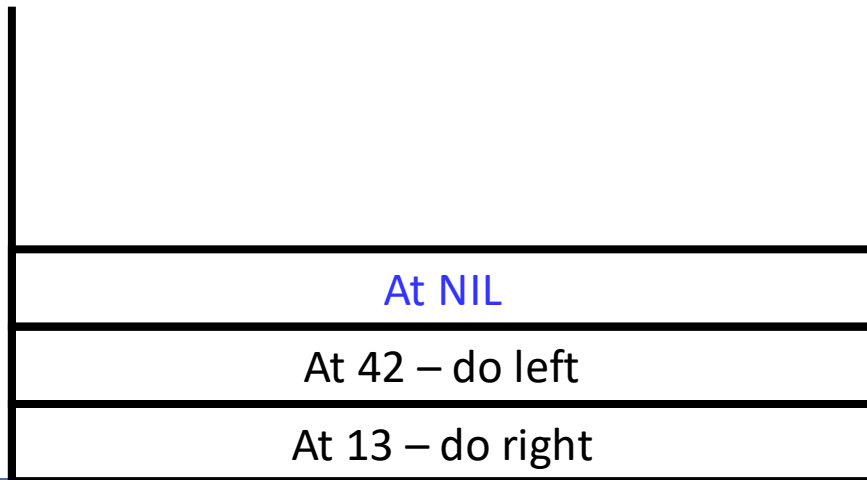 At NIL
At 42 – do left
At 13 – do right